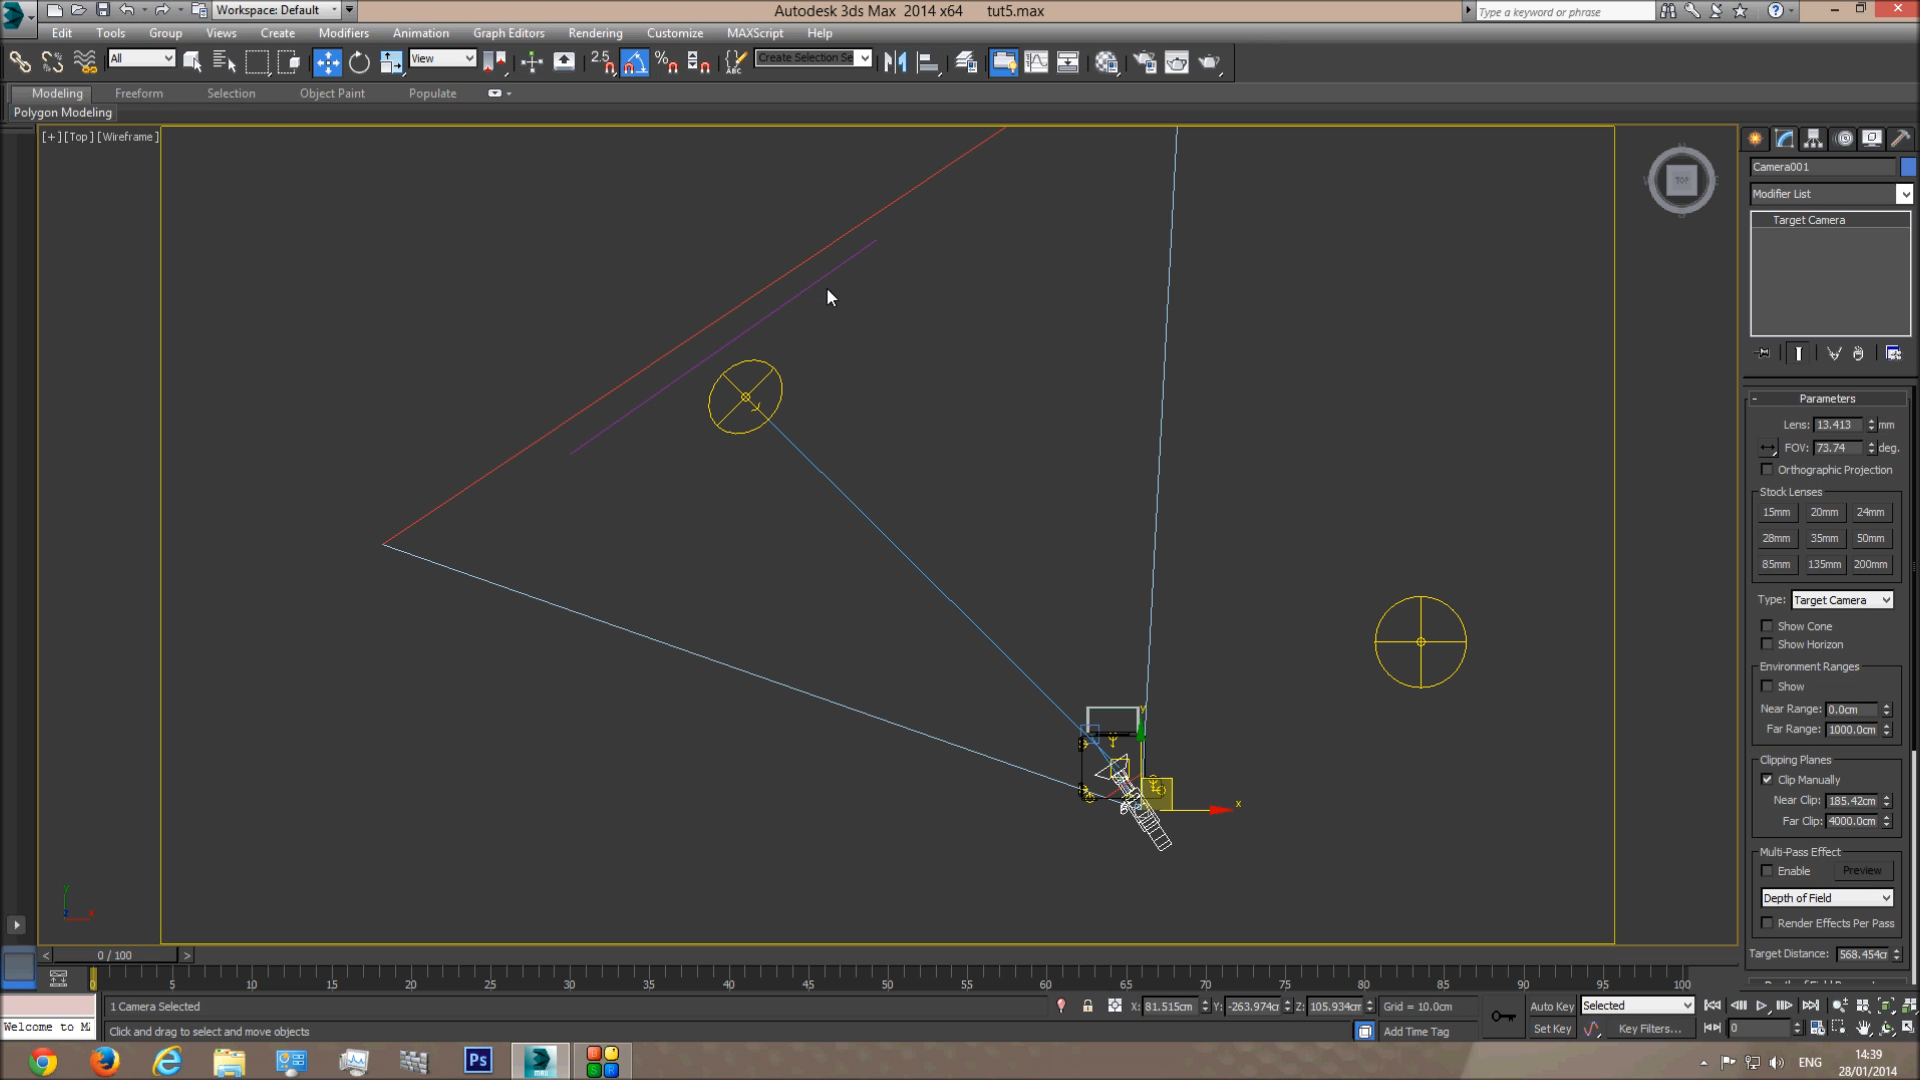 Workspace: Default
Autodesk 3ds Max 2014 x64 tut5.max
Type a keyword or phrase
Edit Tools Group Views Create Modifiers Animation Graph Editors Rendering Customize MAXScript Help
All
View
2.5
Create Selection Se
Modeling Freeform Selection Object Paint Populate
Polygon Modeling
[+][Top][Wireframe]
TOP
Camera001
Modifier List
Target Camera
Parameters
Lens: 13.413 mm
FOV: 73.74 deg.
Orthographic Projection
Stock Lenses
15mm 20mm 24mm
28mm 35mm 50mm
85mm 135mm 200mm
Type: Target Camera
Show Cone
Show Horizon
Environment Ranges
Show
Near Range: 0.0cm
Far Range: 1000.0cm
Clipping Planes
Clip Manually
Near Clip: 185.42cm
Far Clip: 4000.0cm
Multi-Pass Effect
Enable Preview
Depth of Field
Render Effects Per Pass
Target Distance: 568.454cr
y
x
y
z x
< 0 / 100 >
0 5 10 15 20 25 30 35 40 45 50 55 60 65 70 75 80 85 90 95 100
1 Camera Selected
X: 81.515cm Y: -263.974cr Z: 105.934cm Grid = 10.0cm
Auto Key Selected
Welcome to M
Click and drag to select and move objects
Add Time Tag
Set Key Key Filters...
0
Ps
ENG
14:39
28/01/2014